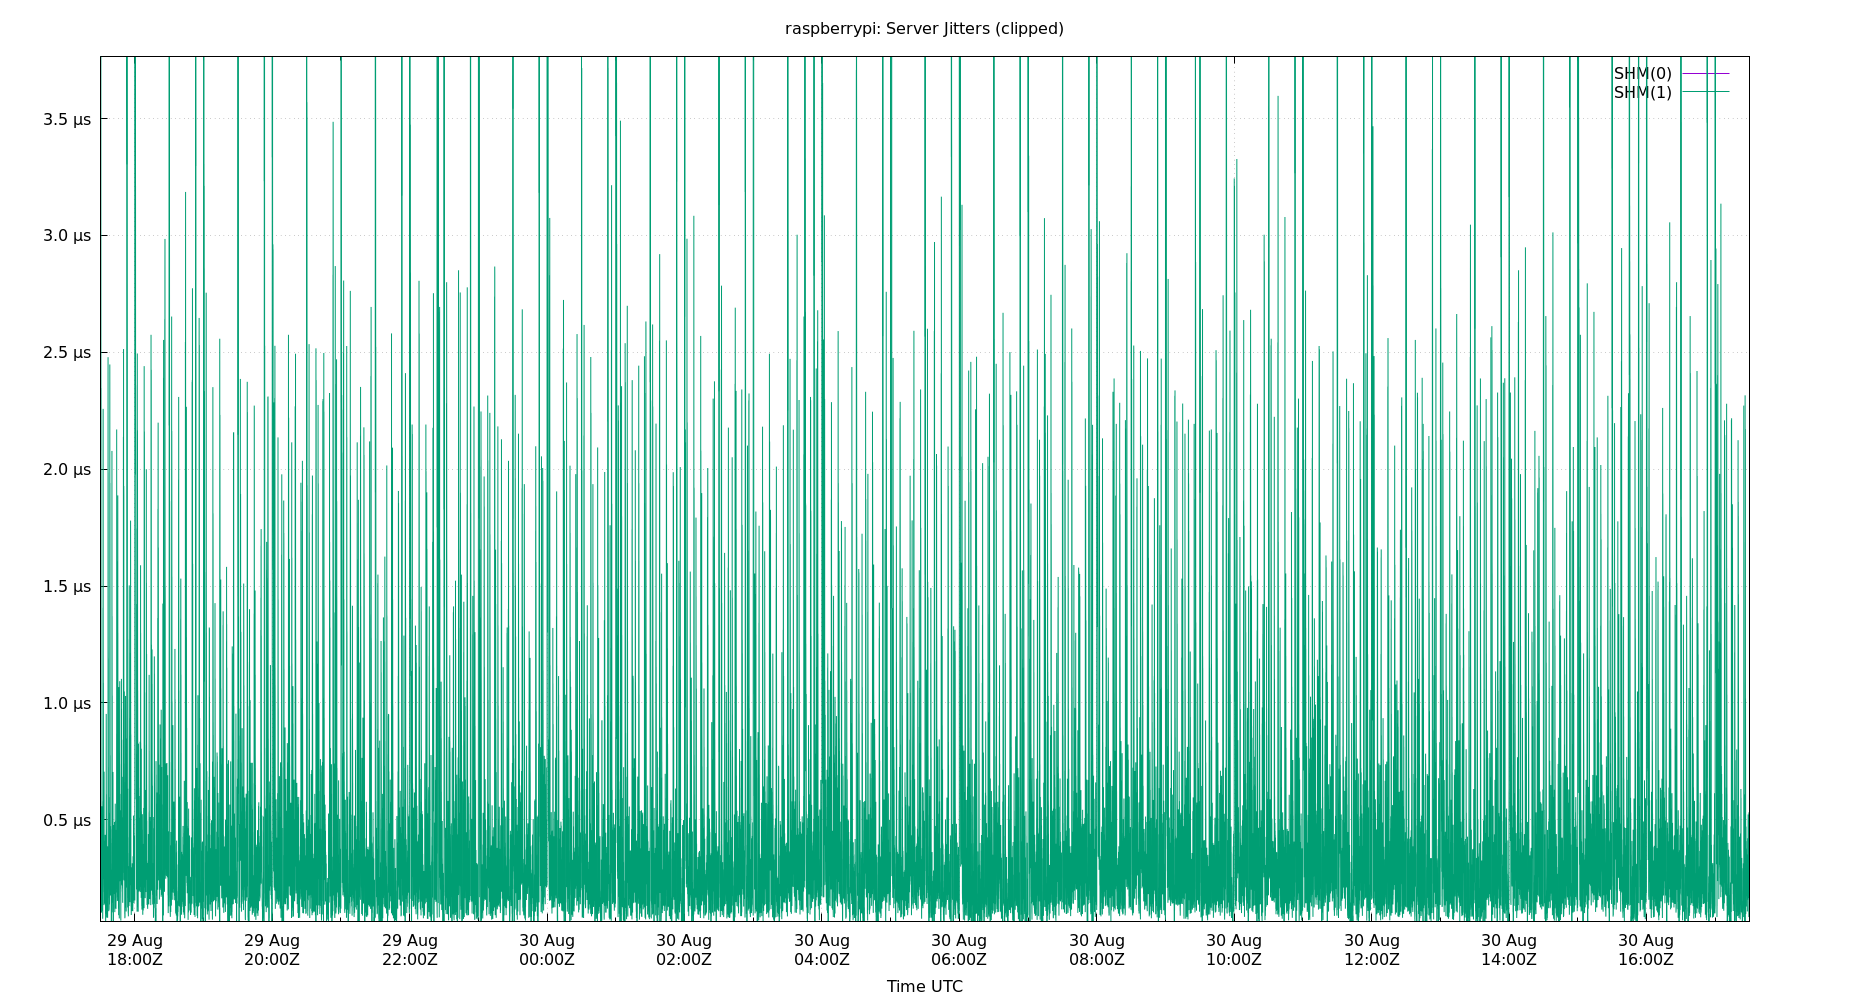 raspberrypi: Server Jitters (clipped)
SHM(0)
SHM(1)
3.5 µs
3.0 µs
2.5 µs
2.0 µs
1.5 µs
1.0 µs
0.5 µs
29 Aug 29 Aug 29 Aug 30 Aug 30 Aug 30 Aug 30 Aug 30 Aug 30 Aug 30 Aug 30 Aug 30 Aug
18:00Z 20:00Z 22:00Z 00:00Z 02:00Z 04:00Z 06:00Z 08:00Z 10:00Z 12:00Z 14:00Z 16:00Z
Time UTC